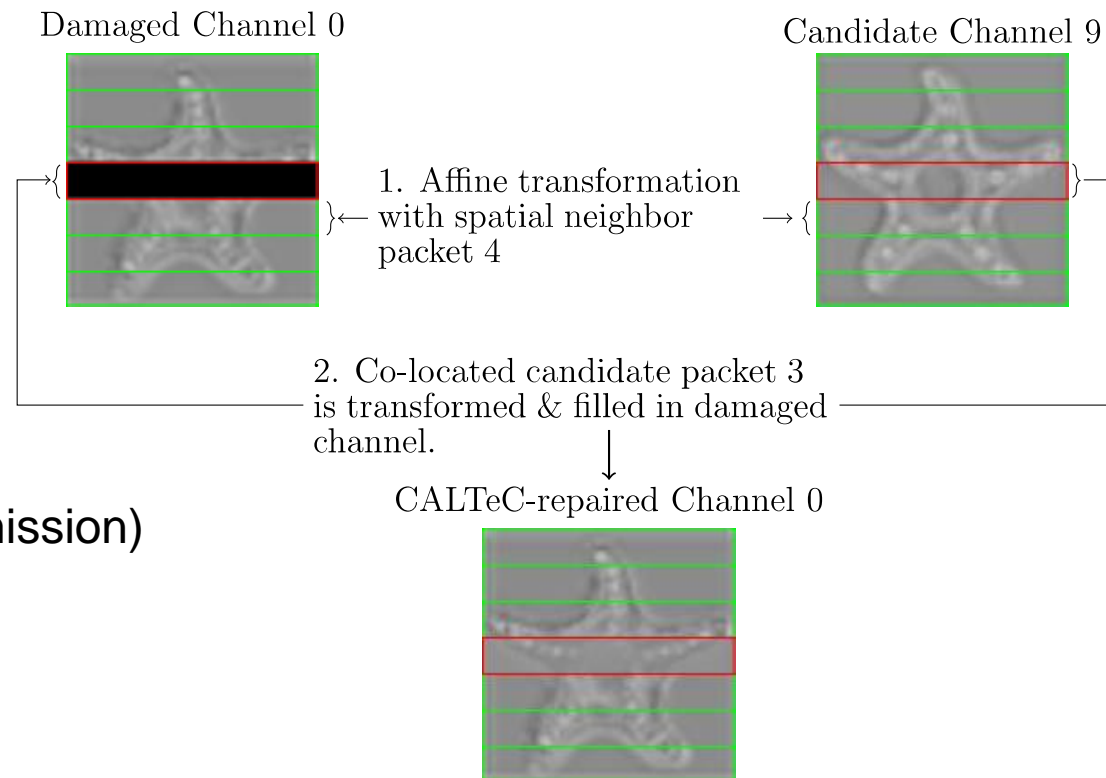 Damaged Channel 0
Candidate Channel 9
1. Affine transformation
with spatial neighbor
packet 4
2. Co-located candidate packet 3
is transformed & filled in damaged
channel.
CALTeC-repaired Channel 0
nission)